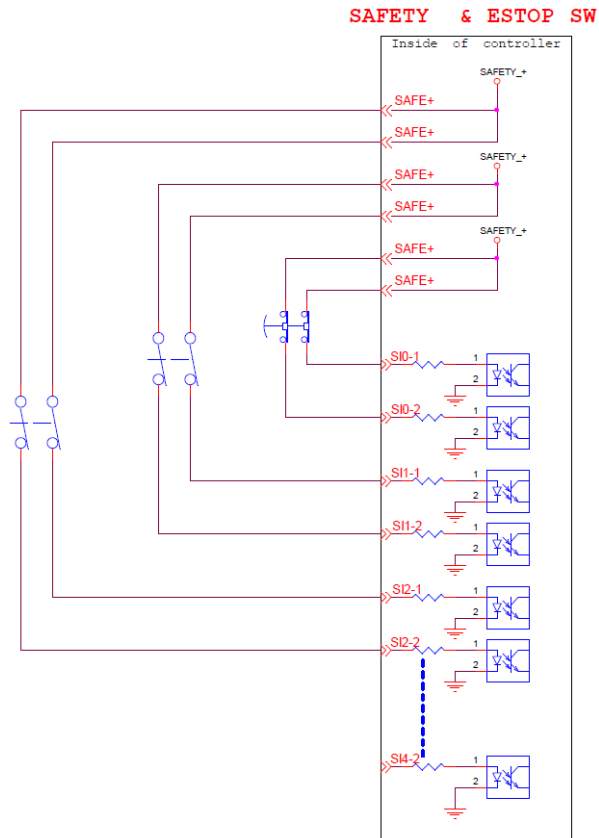 SAFETY & ESTOP SW
Inside of controller
SAFETY_+
SAFE+
SAFE+
SAFETY_+
SAFE+
SAFE+
SAFETY_+
SAFE+
SAFE+
SI0-1 1
2
SI0-2 1
2
SI1-1 1
2
SI1-2 1
2
SI2-1 1
2
SI2-2 1
2
SI4-2 1
2